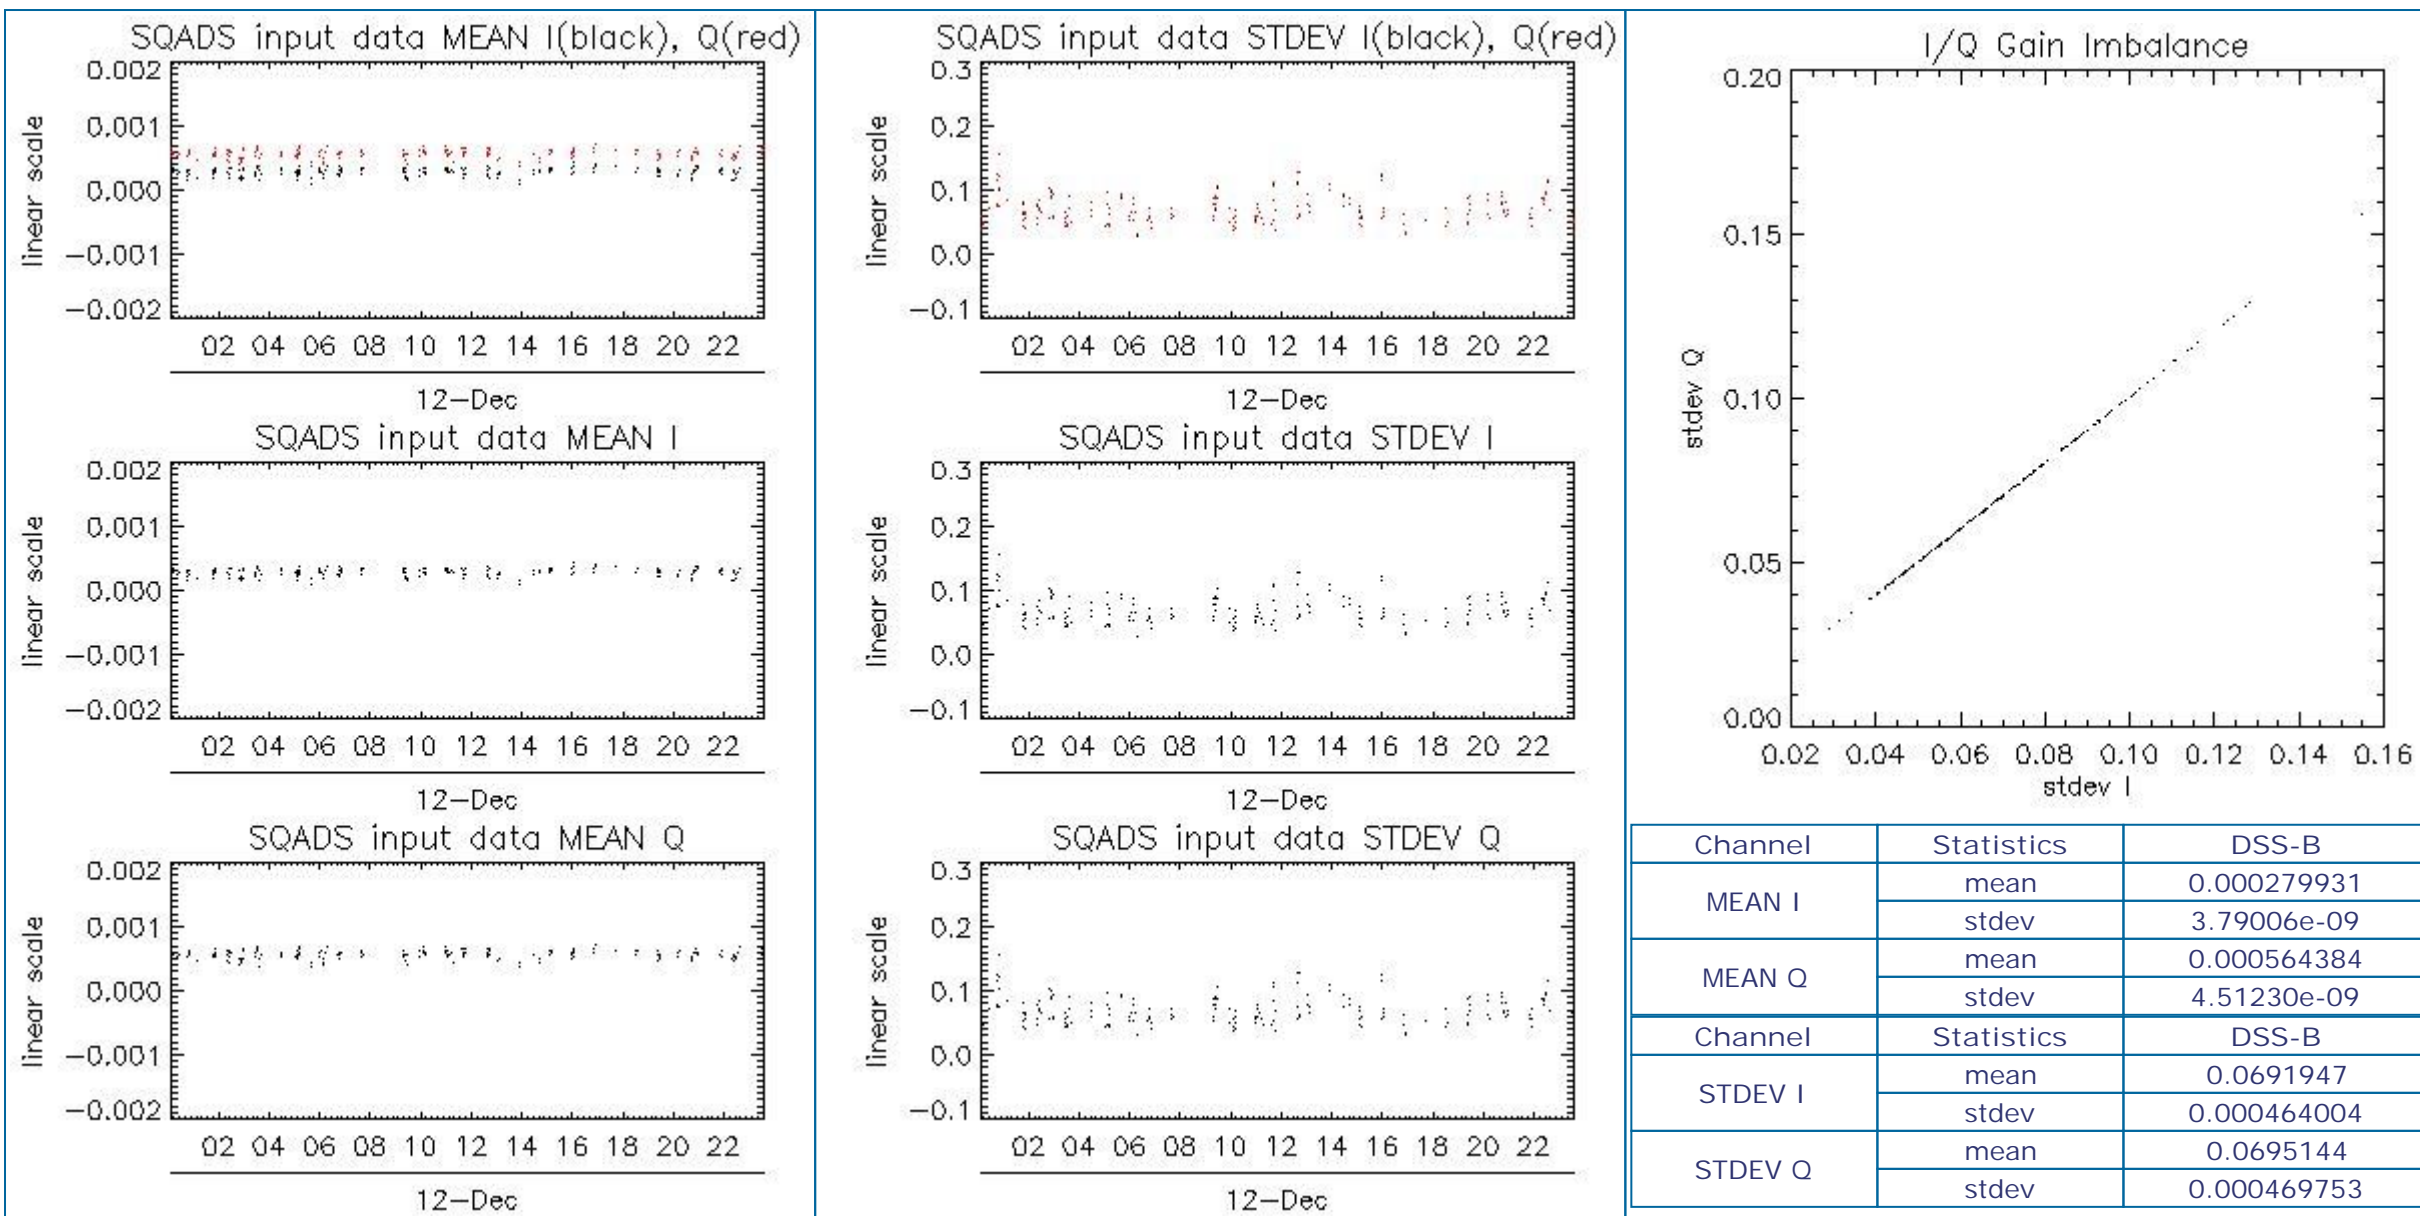 SQADS input data MEAN I(black), Q(red)
0.002
0.001
0.000
−0.001
−0.002
linear scale
02 04 06 08 10 12 14 16 18 20 22
12−Dec
SQADS input data MEAN I
0.002
0.001
0.000
−0.001
−0.002
linear scale
02 04 06 08 10 12 14 16 18 20 22
12−Dec
SQADS input data MEAN Q
0.002
0.001
0.000
−0.001
−0.002
linear scale
02 04 06 08 10 12 14 16 18 20 22
12−Dec
SQADS input data STDEV I(black), Q(red)
0.3
0.2
0.1
0.0
−0.1
linear scale
02 04 06 08 10 12 14 16 18 20 22
12−Dec
SQADS input data STDEV I
0.3
0.2
0.1
0.0
−0.1
linear scale
02 04 06 08 10 12 14 16 18 20 22
12−Dec
SQADS input data STDEV Q
0.3
0.2
0.1
0.0
−0.1
linear scale
02 04 06 08 10 12 14 16 18 20 22
12−Dec
I/Q Gain Imbalance
0.20
0.15
0.10
0.05
0.00
stdev Q
0.02 0.04 0.06 0.08 0.10 0.12 0.14 0.16
stdev I
Channel Statistics DSS-B
MEAN I mean 0.000279931
stdev 3.79006e-09
MEAN Q mean 0.000564384
stdev 4.51230e-09
Channel Statistics DSS-B
STDEV I mean 0.0691947
stdev 0.000464004
STDEV Q mean 0.0695144
stdev 0.000469753